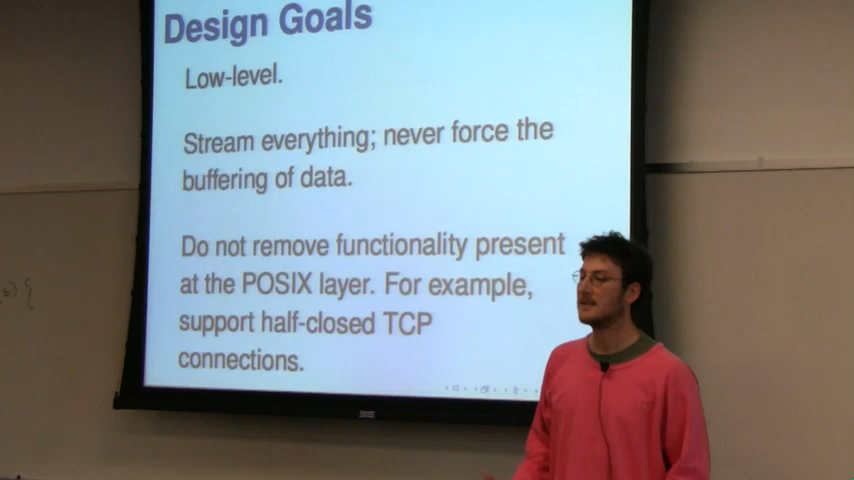 Design Goals
Low-level.
Stream everything; never force the
buffering of data.
Do not remove functionality present
at the POSIX layer. For example,
support half-closed TCP
connections.